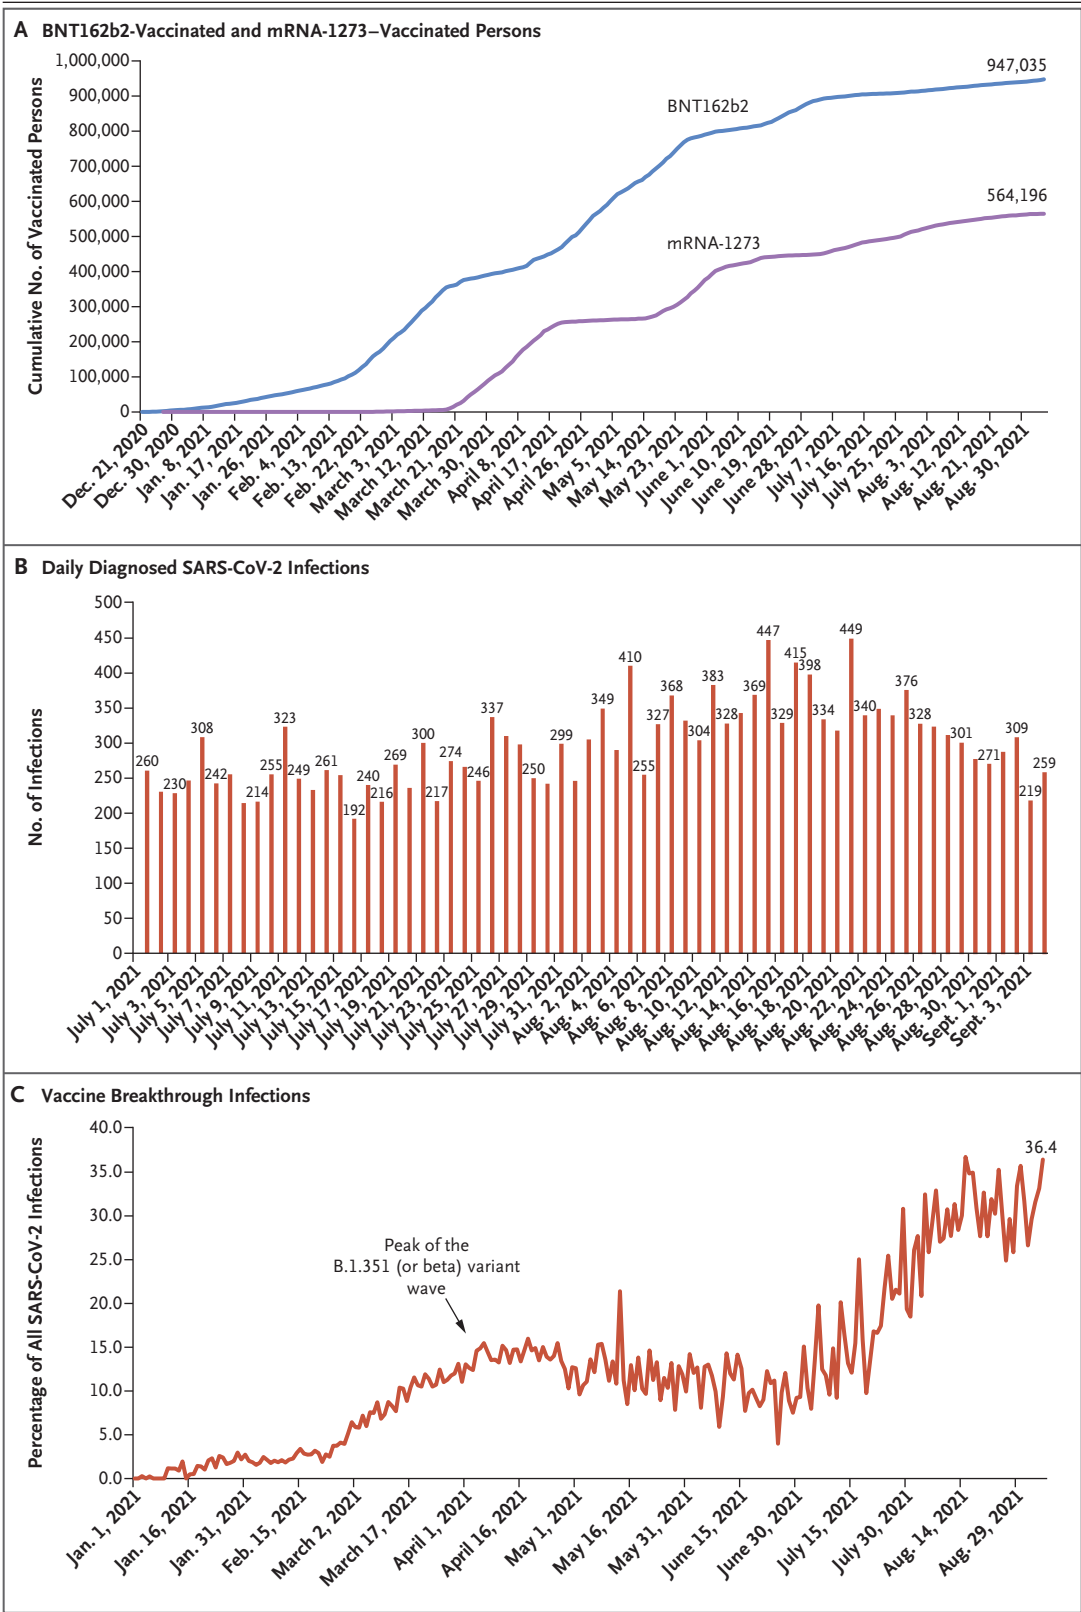 A BNT162b2-Vaccinated and mRNA-1273–Vaccinated Persons
Cumulative No. of Vaccinated Persons
1,000,000
900,000
800,000
700,000
600,000
500,000
400,000
300,000
200,000
100,000
0
947,035
BNT162b2
564,196
mRNA-1273
Dec. 21, 2020
Dec. 30, 2020
Jan. 8, 2021
Jan. 17, 2021
Jan. 26, 2021
Feb. 4, 2021
Feb. 13, 2021
Feb. 22, 2021
March 3, 2021
March 12, 2021
March 21, 2021
March 30, 2021
April 8, 2021
April 17, 2021
April 26, 2021
May 5, 2021
May 14, 2021
May 23, 2021
June 1, 2021
June 10, 2021
June 19, 2021
June 28, 2021
July 7, 2021
July 16, 2021
July 25, 2021
Aug. 3, 2021
Aug. 12, 2021
Aug. 21, 2021
Aug. 30, 2021
B Daily Diagnosed SARS-CoV-2 Infections
No. of Infections
500
450
400
350
300
250
200
150
100
50
0
260
230
308
242
214
255
323
249
261
192
240
216
269
300
217
274
246
337
250
299
349
410
255
327
368
304
383
328
369
447
329
415
398
334
449
340
376
328
301
271
309
219
259
July 1, 2021
July 3, 2021
July 5, 2021
July 7, 2021
July 9, 2021
July 11, 2021
July 13, 2021
July 15, 2021
July 17, 2021
July 19, 2021
July 21, 2021
July 23, 2021
July 25, 2021
July 27, 2021
July 29, 2021
July 31, 2021
Aug. 2, 2021
Aug. 4, 2021
Aug. 6, 2021
Aug. 8, 2021
Aug. 10, 2021
Aug. 12, 2021
Aug. 14, 2021
Aug. 16, 2021
Aug. 18, 2021
Aug. 20, 2021
Aug. 22, 2021
Aug. 24, 2021
Aug. 26, 2021
Aug. 28, 2021
Aug. 30, 2021
Sept. 1, 2021
Sept. 3, 2021
C Vaccine Breakthrough Infections
Percentage of All SARS-CoV-2 Infections
40.0
35.0
30.0
25.0
20.0
15.0
10.0
5.0
0.0
36.4
Peak of the
B.1.351 (or beta) variant
wave
Jan. 1, 2021
Jan. 16, 2021
Jan. 31, 2021
Feb. 15, 2021
March 2, 2021
March 17, 2021
April 1, 2021
April 16, 2021
May 1, 2021
May 16, 2021
May 31, 2021
June 15, 2021
June 30, 2021
July 15, 2021
July 30, 2021
Aug. 14, 2021
Aug. 29, 2021